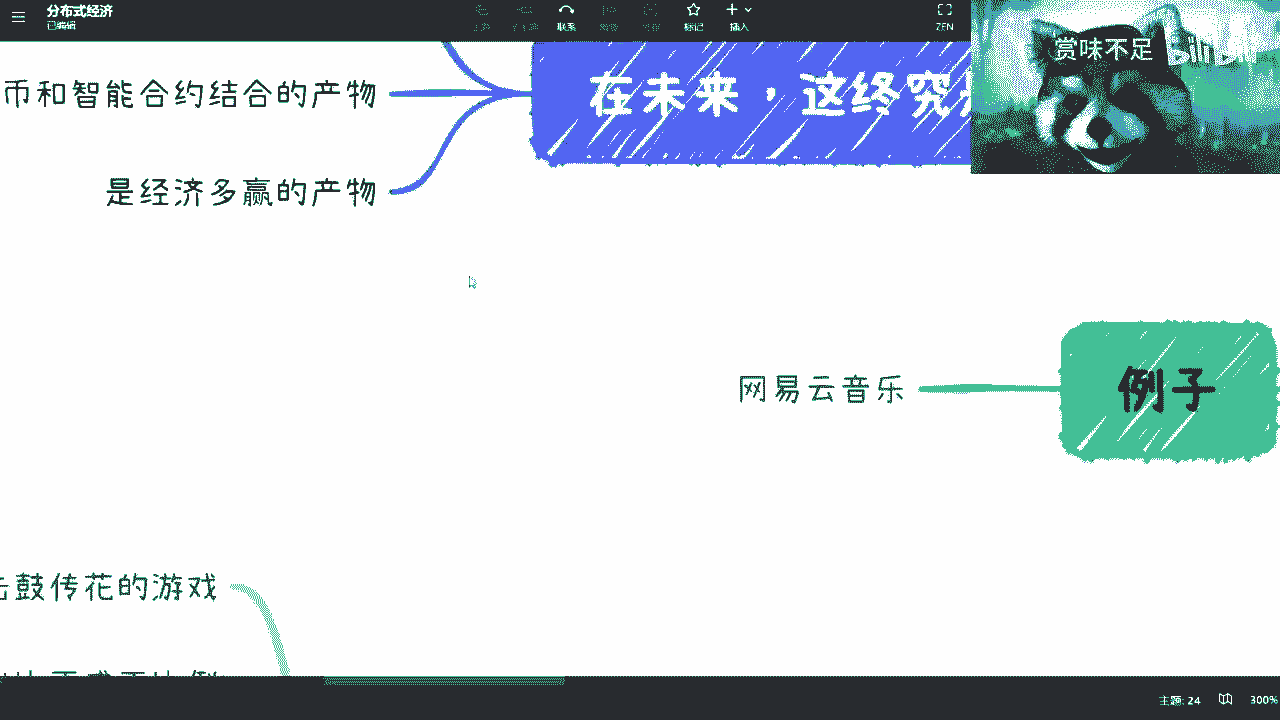 分布式经济
已编辑
联系
标记
插入
ZEN
赏味不足
bilibili
币和智能合约结合的产物
在未来，这终究
是经济多赢的产物
网易云音乐
例子
击鼓传花的游戏
主题: 24
300%